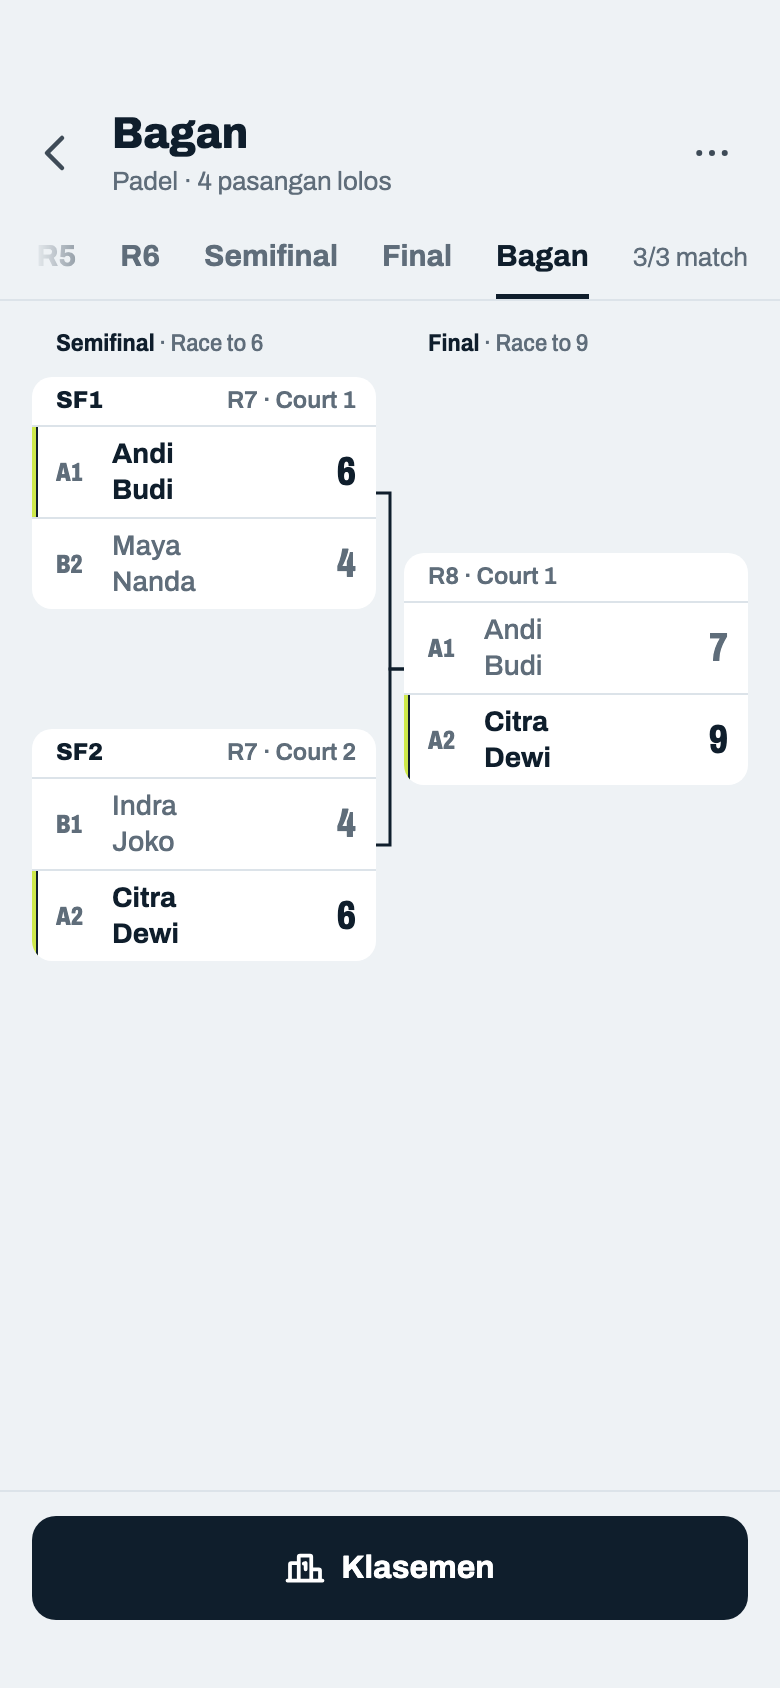 Bagan
Padel · 4 pasangan lolos
R5 R6 Semifinal Final Bagan 3/3 match
Semifinal · Race to 6
SF1 R7 · Court 1
A1 Andi Budi 6
B2 Maya Nanda 4
SF2 R7 · Court 2
B1 Indra Joko 4
A2 Citra Dewi 6
Final · Race to 9
R8 · Court 1
A1 Andi Budi 7
A2 Citra Dewi 9
Klasemen